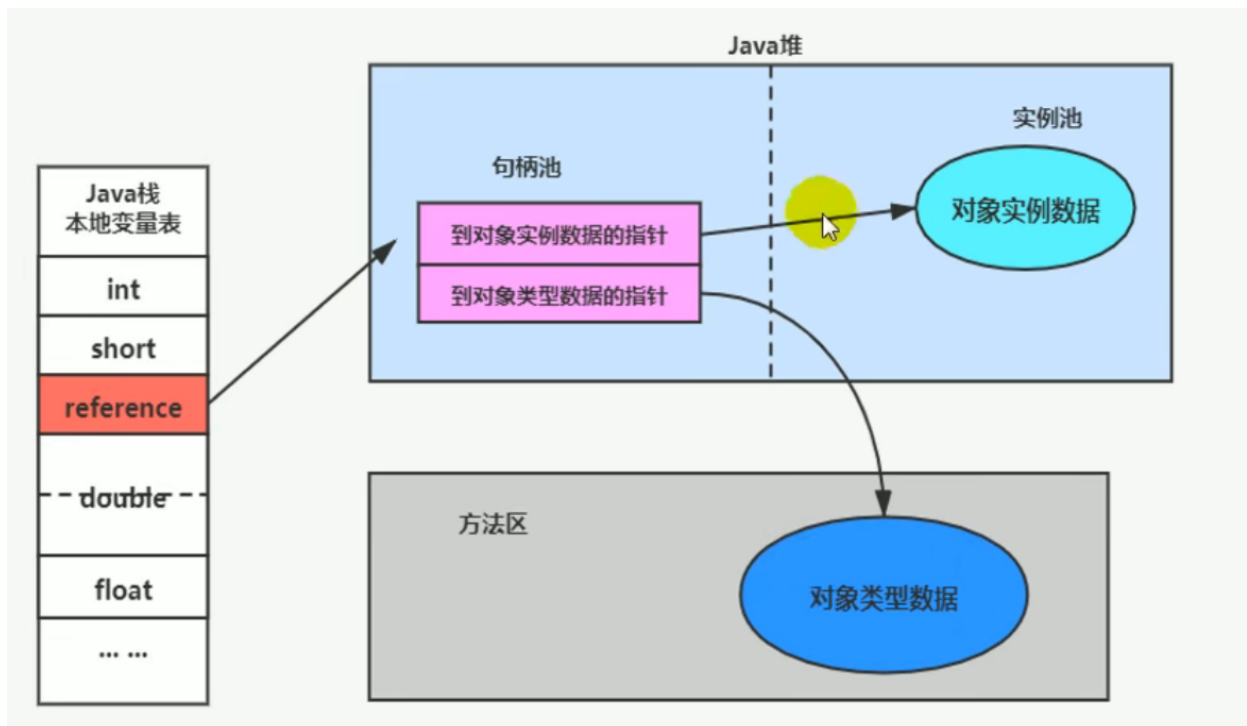 Java堆
实例池
句柄池
对象实例数据
到对象实例数据的指针
到对象类型数据的指针
Java栈
本地变量表
int
short
reference
double
float
... ...
方法区
对象类型数据